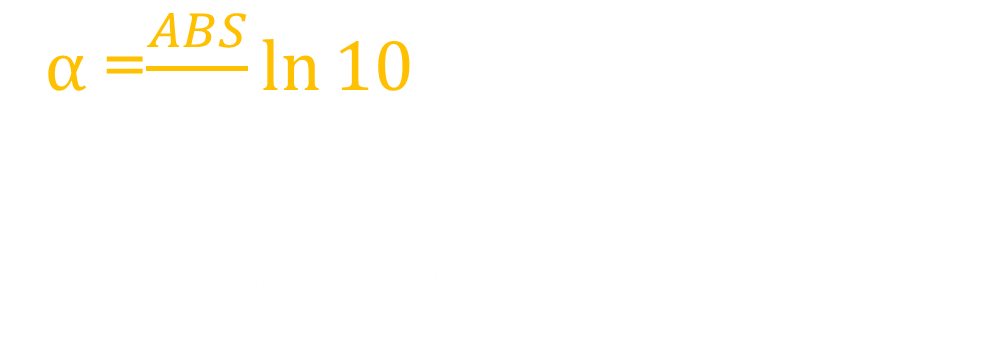 α = ABS/ ln 10